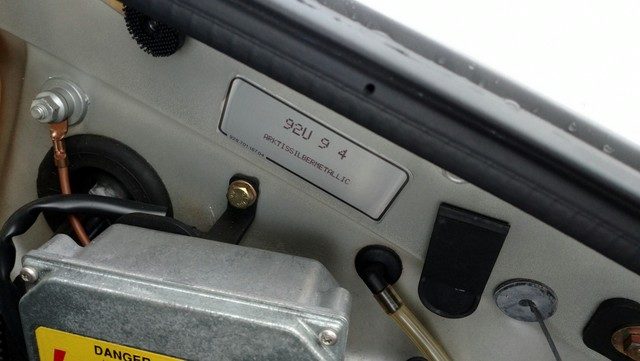 92U 9 4
ARKTISSILBERMETALLIC
DANGER